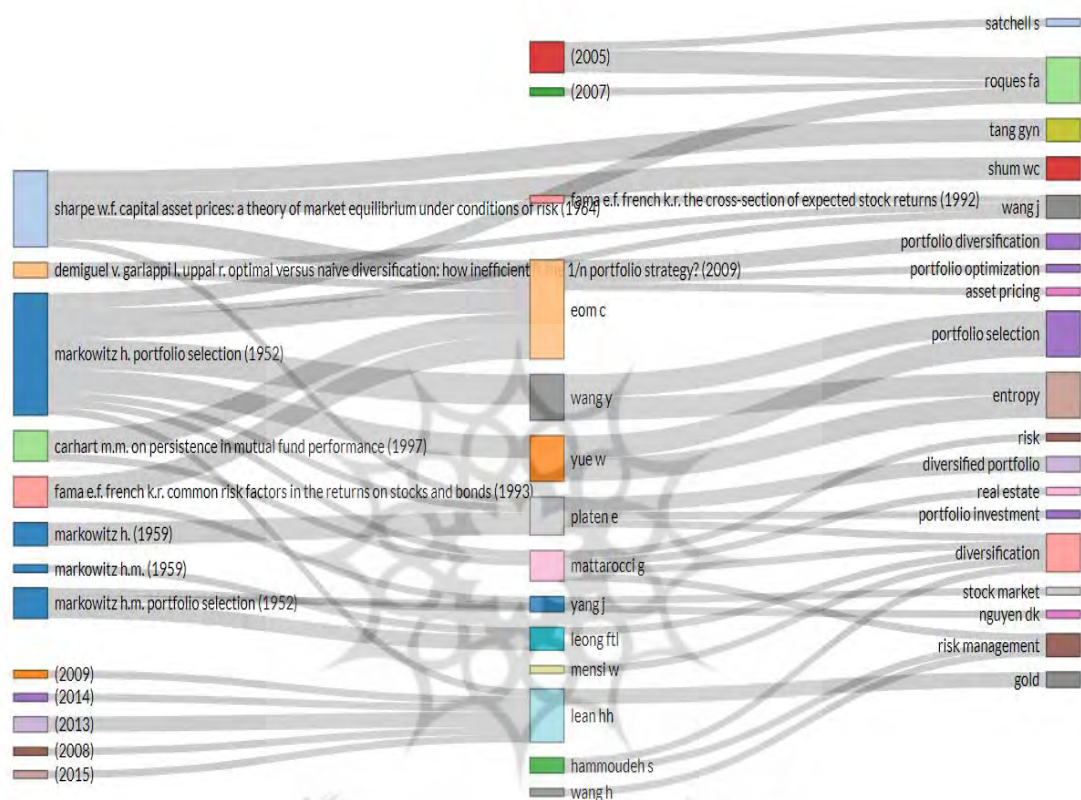 sharpe w.f. capital asset prices: a theory of market equilibrium under conditions of risk (1964)
demiguel v. garlappi l. uppal r. optimal versus naive diversification: how inefficient 1/n portfolio strategy? (2009)
markowitz h. portfolio selection (1952)
carhart m.m. on persistence in mutual fund performance (1997)
fama e.f. french k.r. common risk factors in the returns on stocks and bonds (1993)
markowitz h. (1959)
markowitz h.m. (1959)
markowitz h.m. portfolio selection (1952)
(2009)
(2014)
(2013)
(2008)
(2015)
(2005)
(2007)
fama e.f. french k.r. the cross-section of expected stock returns (1992)
eom c
wang y
yue w
platen e
mattarocci g
yang j
leong ftl
mensi w
lean hh
hammoudeh s
wang h
satchell s
roques fa
tang gyn
shum wc
wang j
portfolio diversification
portfolio optimization
asset pricing
portfolio selection
entropy
risk
diversified portfolio
real estate
portfolio investment
diversification
stock market
nguyen dk
risk management
gold